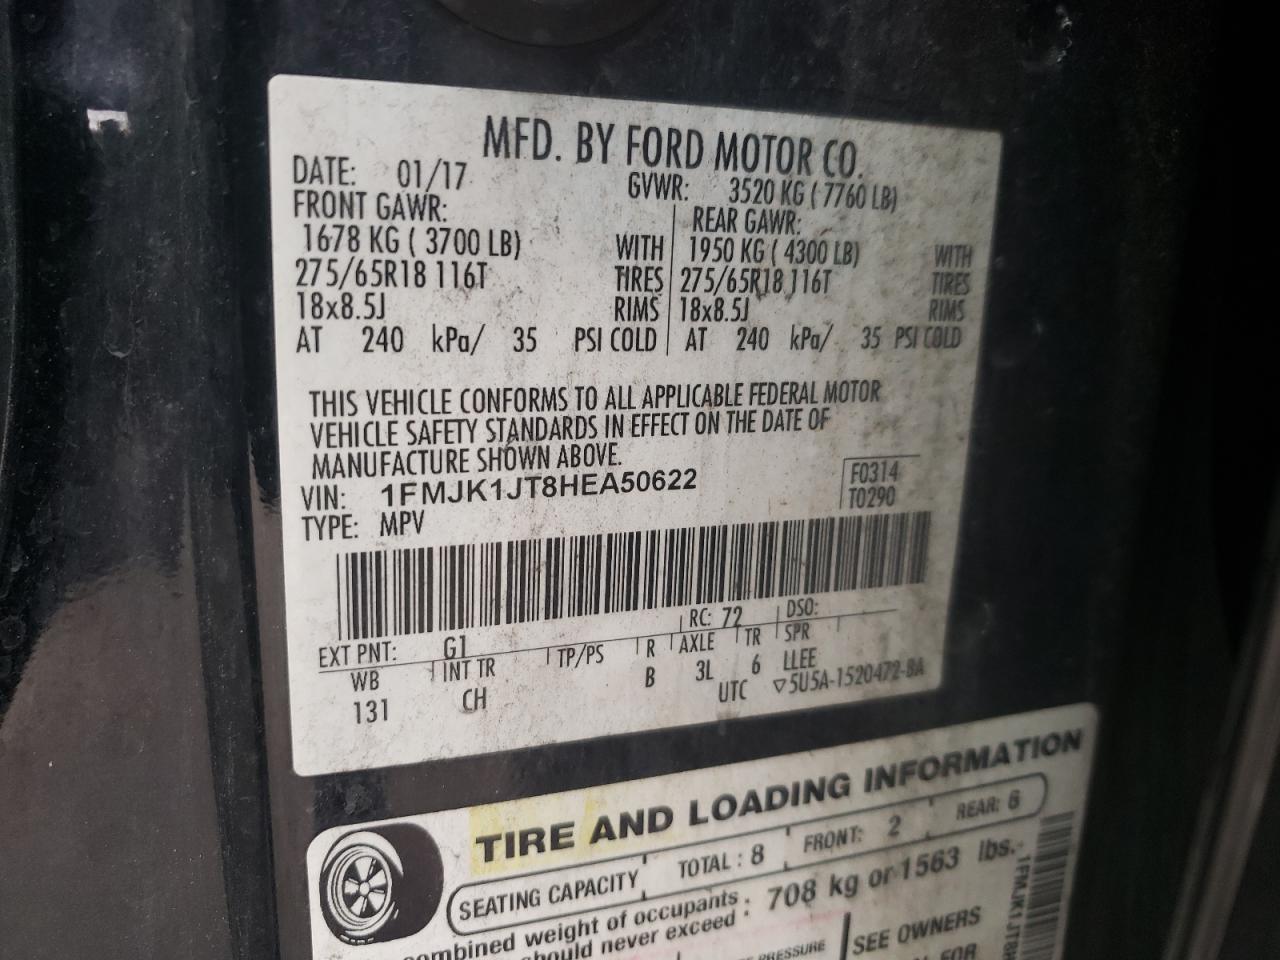 MFD. BY FORD MOTOR CO.
DATE: 01/17 GVWR: 3520 KG ( 7760 LB)
FRONT GAWR: REAR GAWR:
1678 KG ( 3700 LB) WITH 1950 KG ( 4300 LB) WITH
275/65R18 116T TIRES 275/65R18 116T TIRES
18x8.5J RIMS 18x8.5J RIMS
AT 240 kPa/ 35 PSI COLD AT 240 kPa/ 35 PSI COLD
THIS VEHICLE CONFORMS TO ALL APPLICABLE FEDERAL MOTOR
VEHICLE SAFETY STANDARDS IN EFFECT ON THE DATE OF
MANUFACTURE SHOWN ABOVE.
VIN: 1FMJK1JT8HEA50622 F0314
TYPE: MPV T0290
EXT PNT: G1 RC: 72 DSO:
WB INT TR TP/PS R AXLE TR SPR
131 CH B 3L 6 LLEE
UTC ▽5U5A-1520472-BA
TIRE AND LOADING INFORMATION
SEATING CAPACITY TOTAL : 8 FRONT: 2 REAR: 6
ombined weight of occupants : 708 kg or 1563 lbs.
hould never exceed :
PRESSURE SEE OWNERS
FOR
1FMJK1JT8H